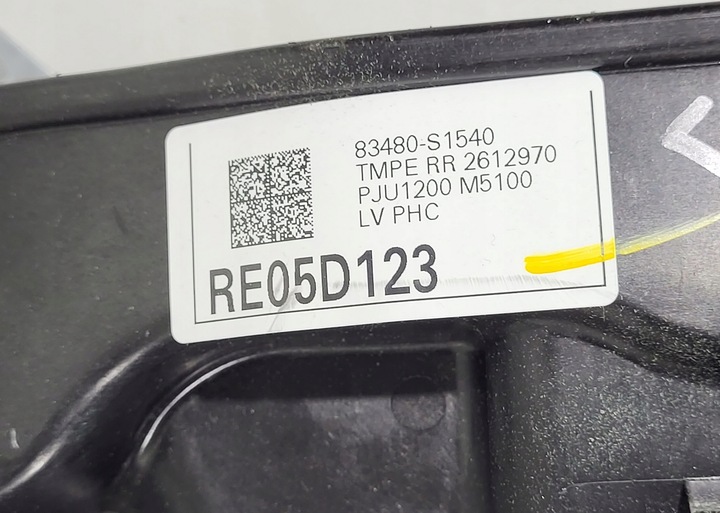 83480-S1540
TMPE RR 2612970
PJU1200 M5100
LV PHC
RE05D123